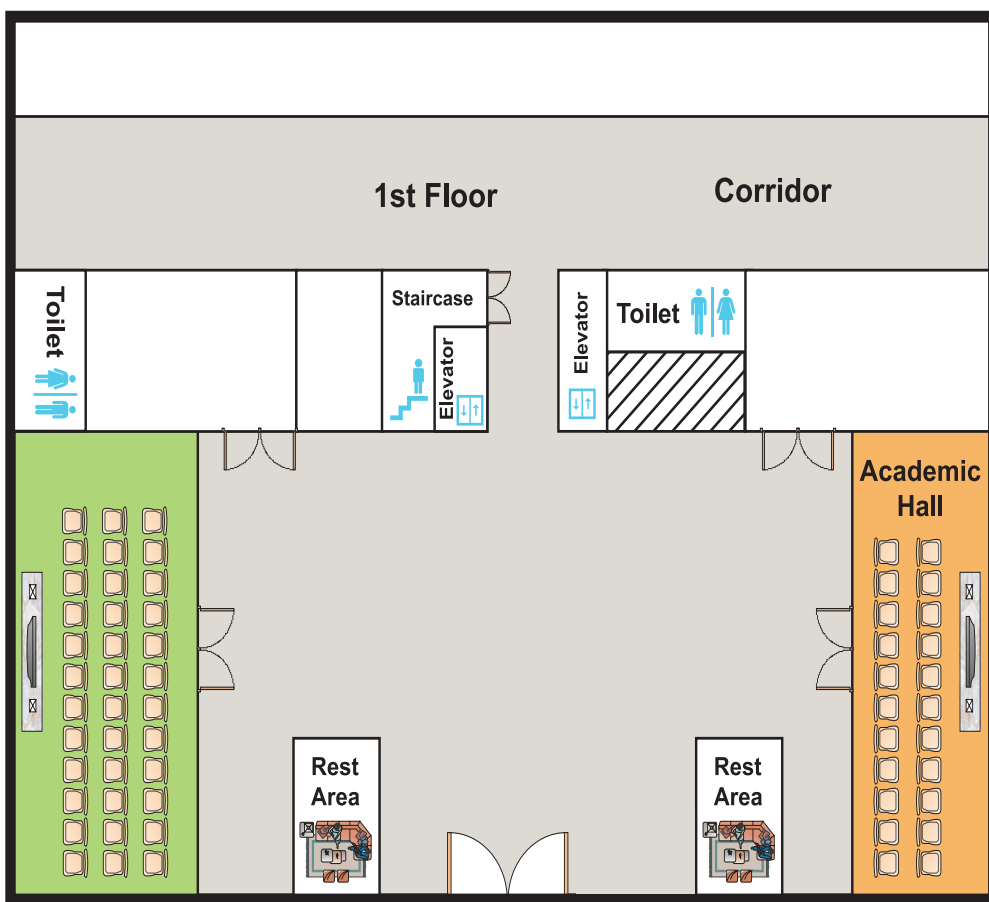 1st Floor
Corridor
Toilet
Staircase
Elevator
Elevator
Toilet
Academic
Hall
Rest
Area
Rest
Area